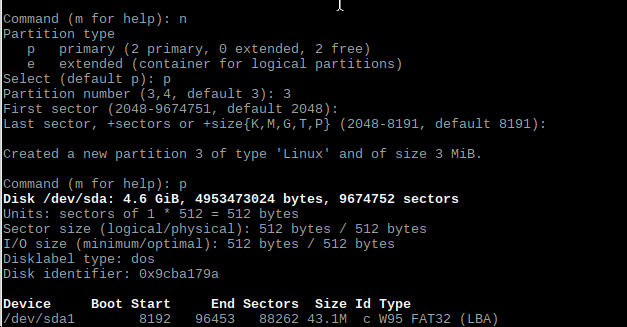 Command (m for help): n
Partition type
   p   primary (2 primary, 0 extended, 2 free)
   e   extended (container for logical partitions)
Select (default p): p
Partition number (3,4, default 3): 3
First sector (2048-9674751, default 2048):
Last sector, +sectors or +size{K,M,G,T,P} (2048-8191, default 8191):

Created a new partition 3 of type 'Linux' and of size 3 MiB.

Command (m for help): p
Disk /dev/sda: 4.6 GiB, 4953473024 bytes, 9674752 sectors
Units: sectors of 1 * 512 = 512 bytes
Sector size (logical/physical): 512 bytes / 512 bytes
I/O size (minimum/optimal): 512 bytes / 512 bytes
Disklabel type: dos
Disk identifier: 0x9cba179a

Device     Boot Start     End Sectors  Size Id Type
/dev/sda1        8192   96453   88262 43.1M  c W95 FAT32 (LBA)